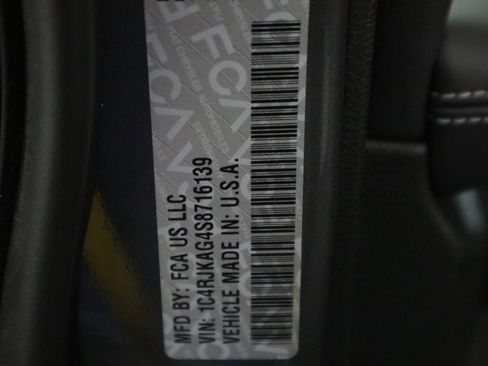 MFD BY: FCA US LLC
VIN: 1C4RJKAG4S8716139
VEHICLE MADE IN: U.S.A.